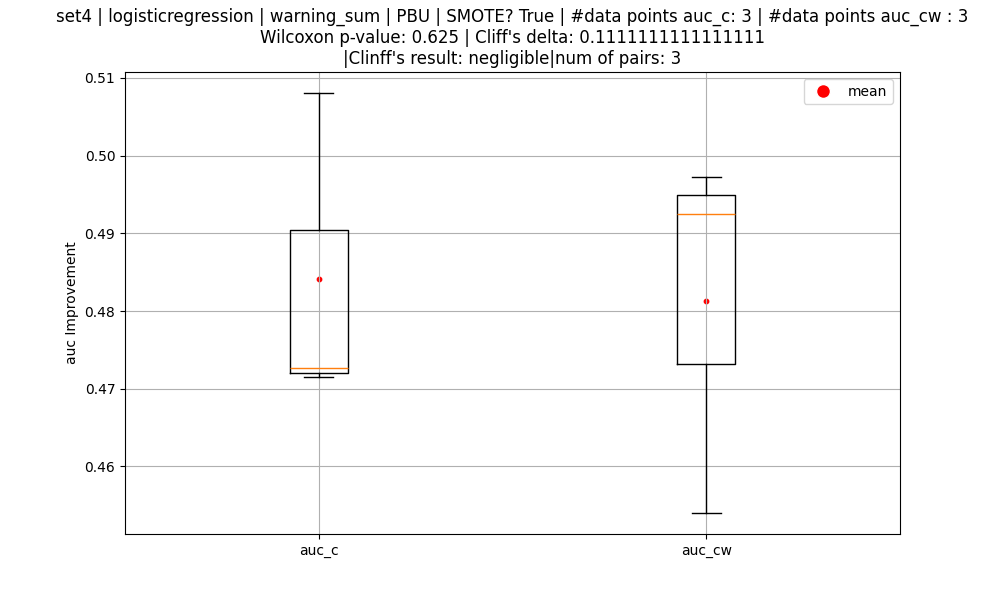 set4 | logisticregression | warning_sum | PBU | SMOTE? True | #data points auc_c: 3 | #data points auc_cw : 3
Wilcoxon p-value: 0.625 | Cliff's delta: 0.1111111111111111
|Clinff's result: negligible|num of pairs: 3
mean
0.51
0.50
0.49
0.48
0.47
0.46
auc Improvement
auc_c
auc_cw